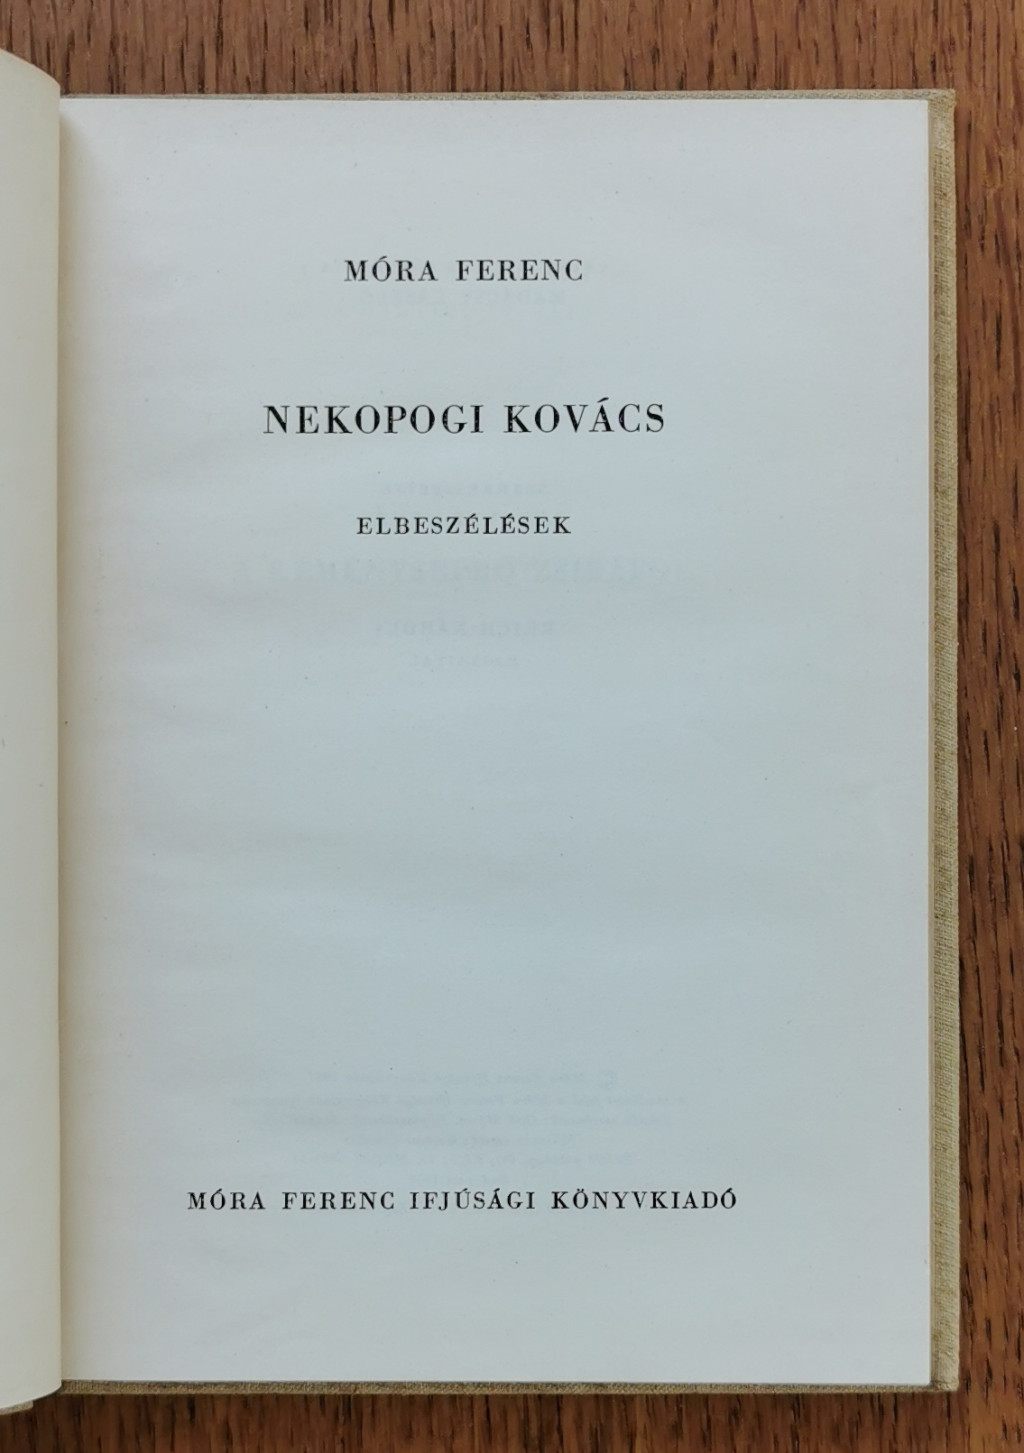 MÓRA FERENC
NEKOPOGI KOVÁCS
ELBESZÉLÉSEK
MÓRA FERENC IFJÚSÁGI KÖNYVKIADÓ